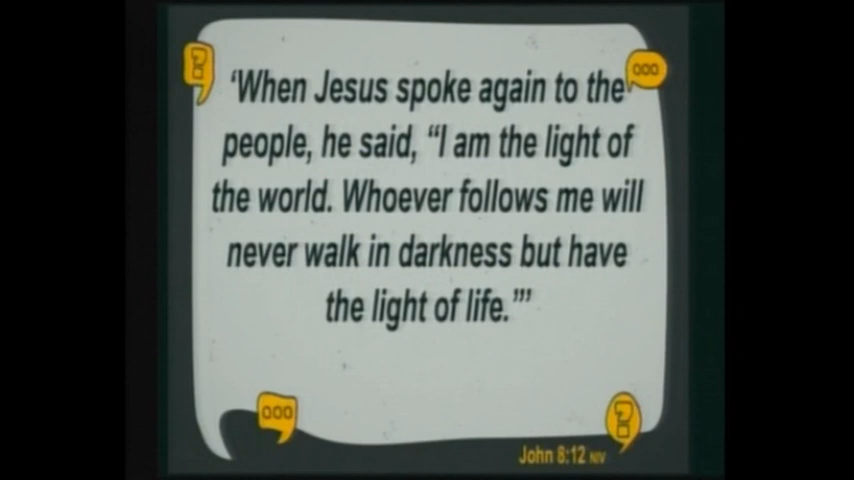 ‘When Jesus spoke again to the
people, he said, “I am the light of
the world. Whoever follows me will
never walk in darkness but have
the light of life.”’
John 8:12 NIV